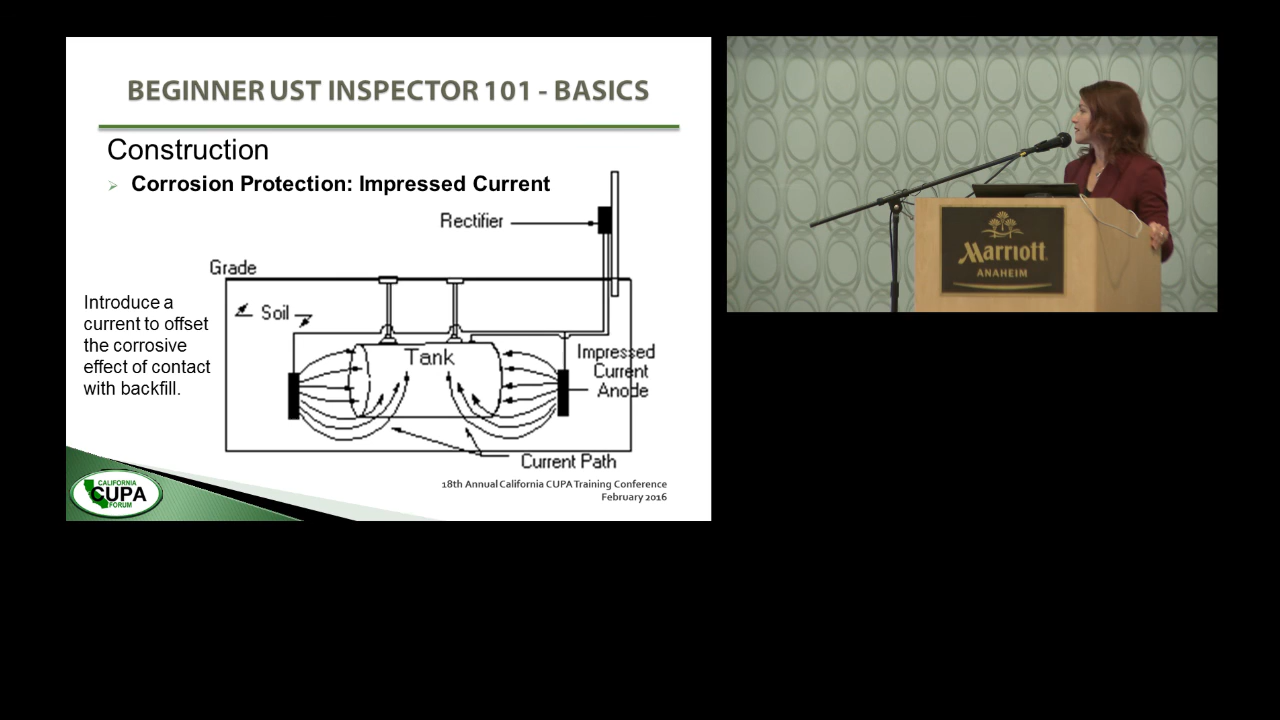 BEGINNER UST INSPECTOR 101 - BASICS
Construction
Corrosion Protection: Impressed Current
Rectifier
Grade
Soil
Introduce a
current to offset
the corrosive
effect of contact
with backfill.
Tank
Impressed
Current
Anode
Current Path
18th Annual California CUPA Training Conference
February 2016
CALIFORNIA
CUPA
FORUM
Marriott
ANAHEIM